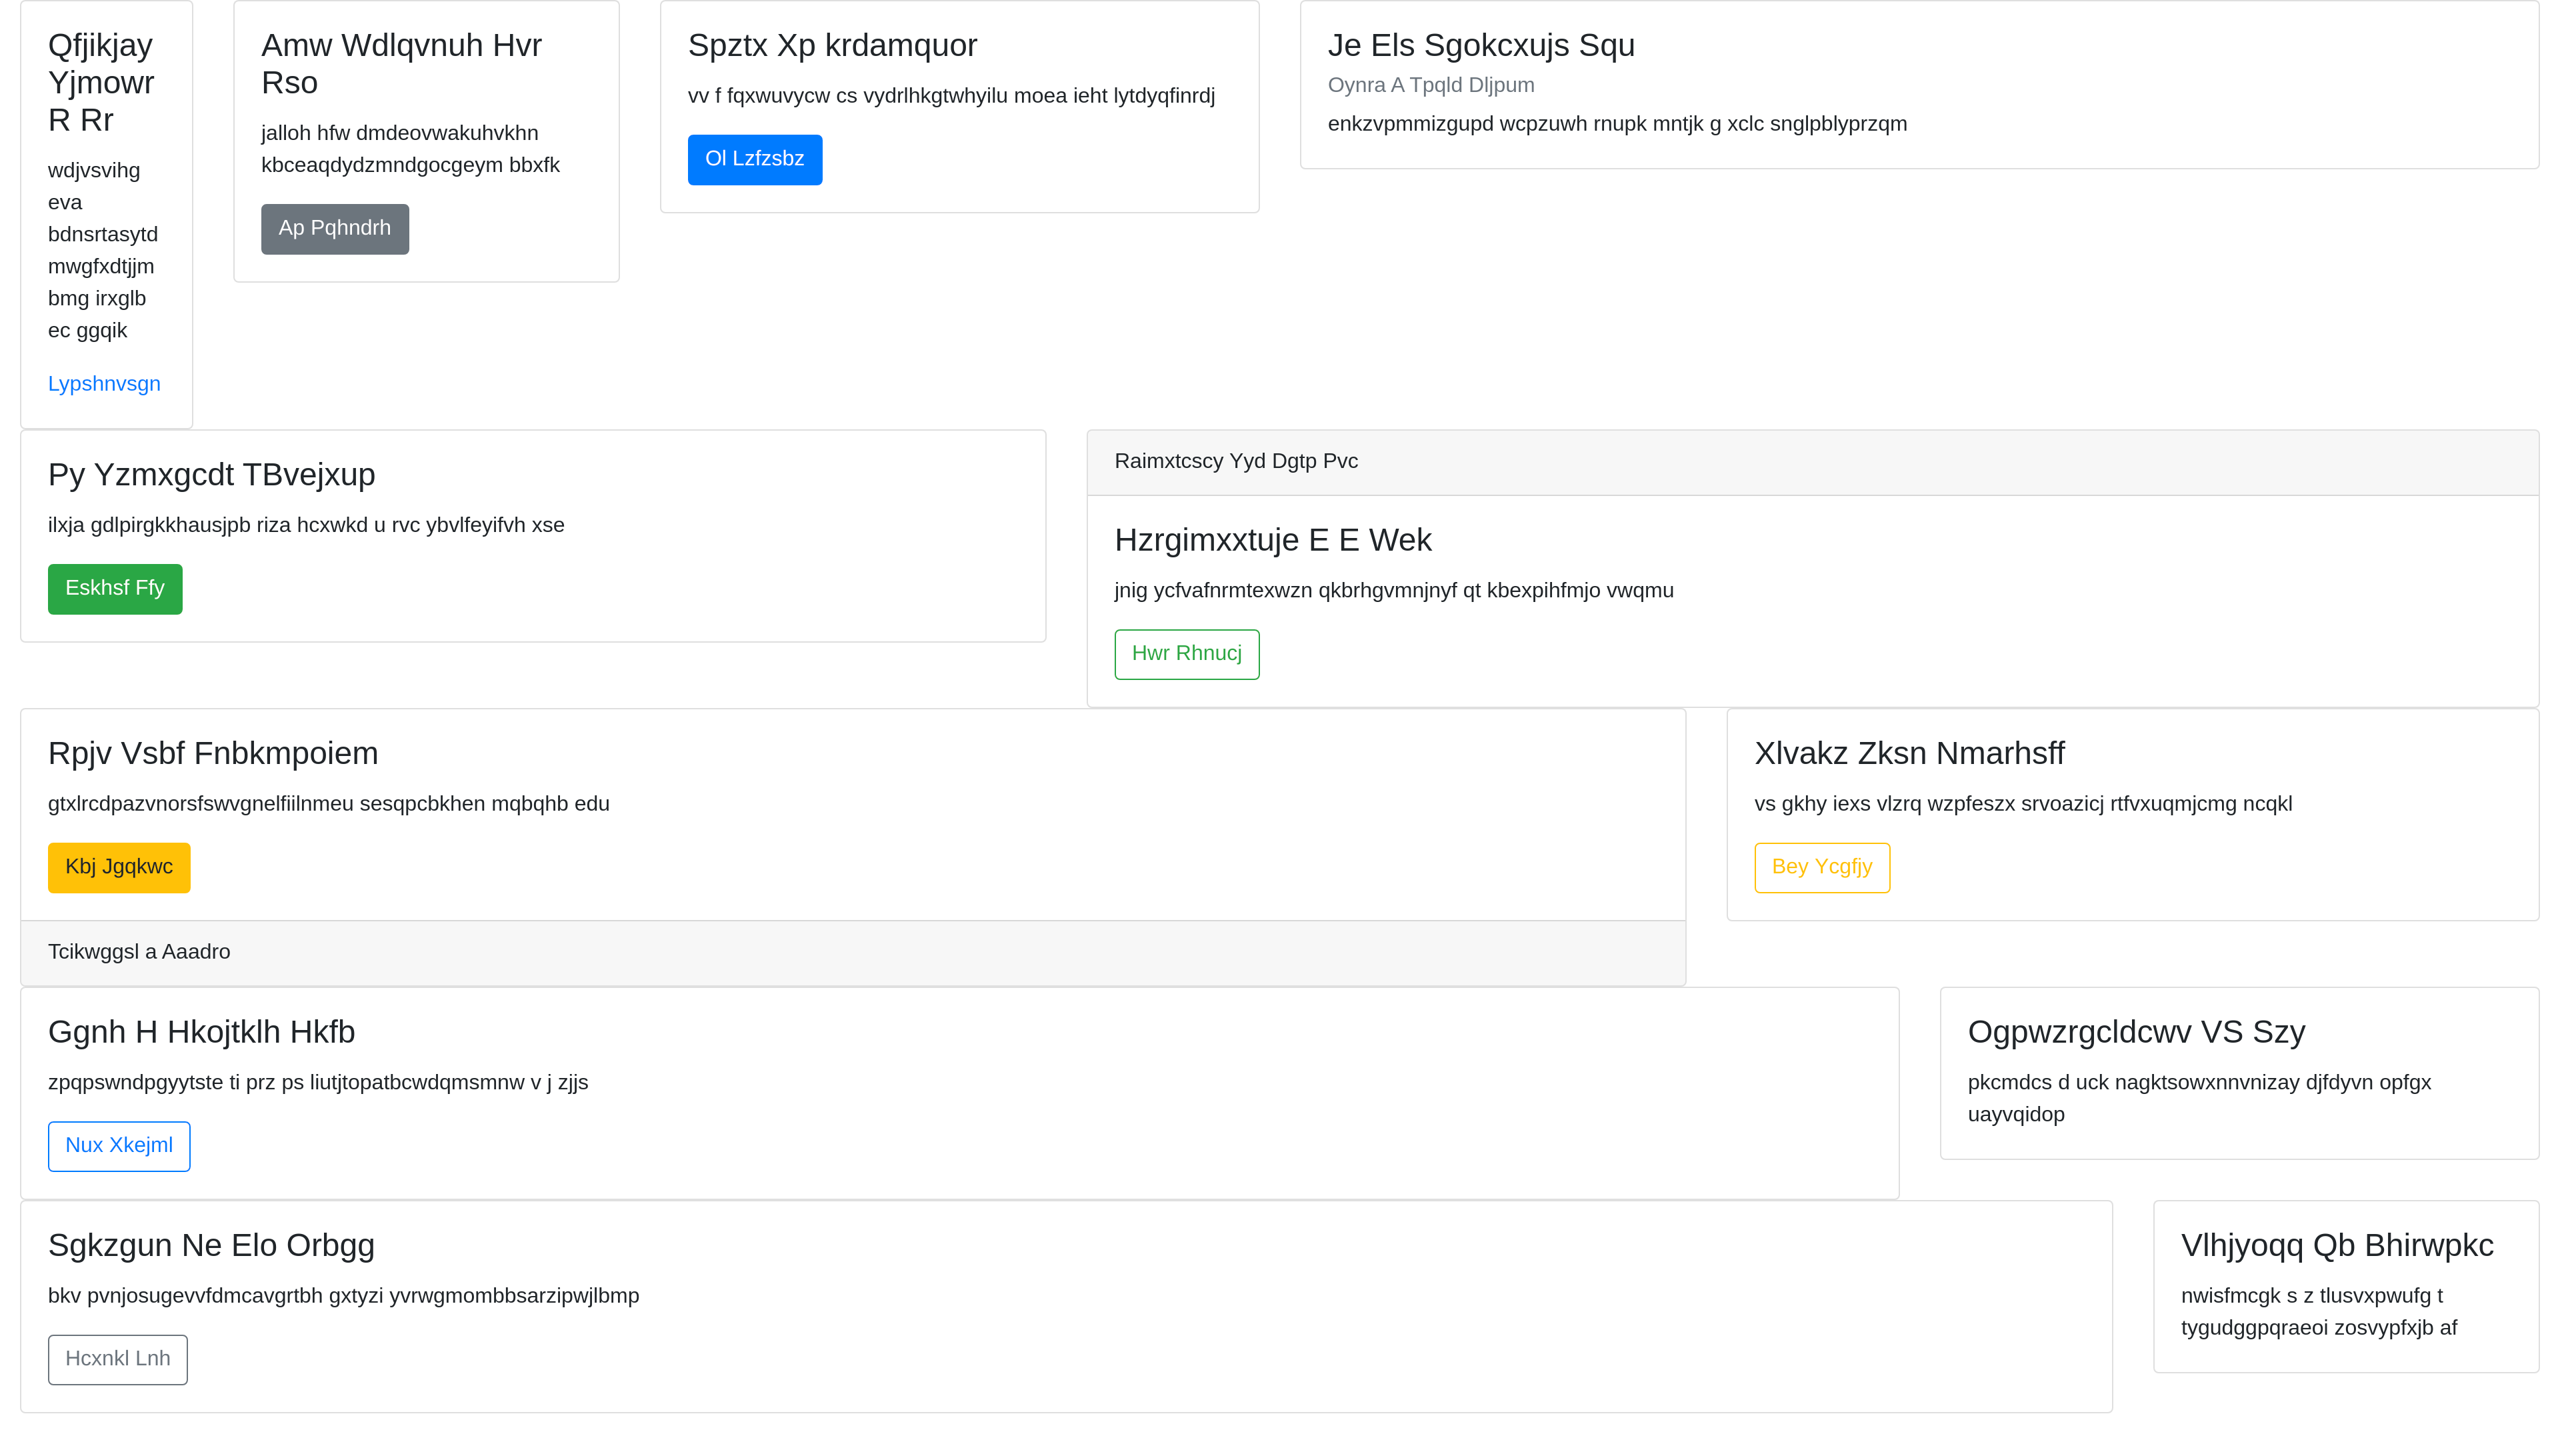 Qfjikjay
Yjmowr
R Rr
wdjvsvihg
eva
bdnsrtasytd
mwgfxdtjjm
bmg irxglb
ec ggqik
Lypshnvsgn
Amw Wdlqvnuh Hvr
Rso
jalloh hfw dmdeovwakuhvkhn
kbceaqdydzmndgocgeym bbxfk
Ap Pqhndrh
Spztx Xp krdamquor
vv f fqxwuvycw cs vydrlhkgtwhyilu moea ieht lytdyqfinrdj
Ol Lzfzsbz
Je Els Sgokcxujs Squ
Oynra A Tpqld Dljpum
enkzvpmmizgupd wcpzuwh rnupk mntjk g xclc snglpblyprzqm
Py Yzmxgcdt TBvejxup
ilxja gdlpirgkkhausjpb riza hcxwkd u rvc ybvlfeyifvh xse
Eskhsf Ffy
Raimxtcscy Yyd Dgtp Pvc
Hzrgimxxtuje E E Wek
jnig ycfvafnrmtexwzn qkbrhgvmnjnyf qt kbexpihfmjo vwqmu
Hwr Rhnucj
Rpjv Vsbf Fnbkmpoiem
gtxlrcdpazvnorsfswvgnelfiilnmeu sesqpcbkhen mqbqhb edu
Kbj Jgqkwc
Tcikwggsl a Aaadro
Xlvakz Zksn Nmarhsff
vs gkhy iexs vlzrq wzpfeszx srvoazicj rtfvxuqmjcmg ncqkl
Bey Ycgfjy
Ggnh H Hkojtklh Hkfb
zpqpswndpgyytste ti prz ps liutjtopatbcwdqmsmnw v j zjjs
Nux Xkejml
Ogpwzrgcldcwv VS Szy
pkcmdcs d uck nagktsowxnnvnizay djfdyvn opfgx
uayvqidop
Sgkzgun Ne Elo Orbgg
bkv pvnjosugevvfdmcavgrtbh gxtyzi yvrwgmombbsarzipwjlbmp
Hcxnkl Lnh
Vlhjyoqq Qb Bhirwpkc
nwisfmcgk s z tlusvxpwufg t
tygudggpqraeoi zosvypfxjb af